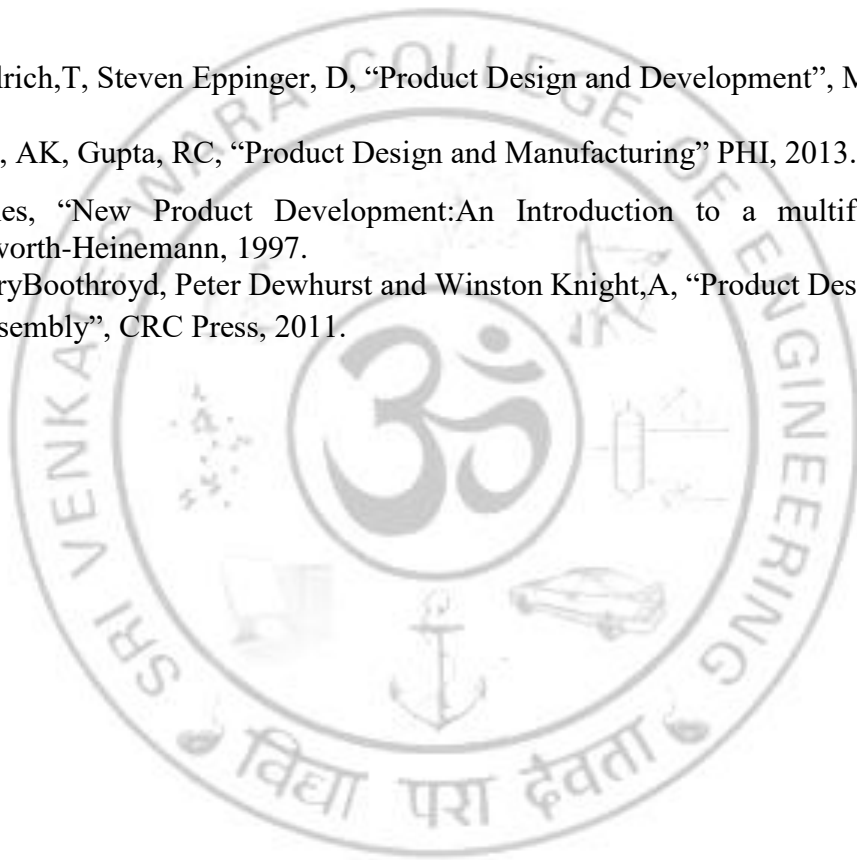 lrich,T, Steven Eppinger, D, “Product Design and Development”, M
, AK, Gupta, RC, “Product Design and Manufacturing” PHI, 2013.
es, “New Product Development:An Introduction to a multif
worth-Heinemann, 1997.
ryBoothroyd, Peter Dewhurst and Winston Knight,A, “Product Des
sembly”, CRC Press, 2011.
SRI VENKATESWARA COLLEGE OF ENGINEERING
ॐ
विद्या परा देवता